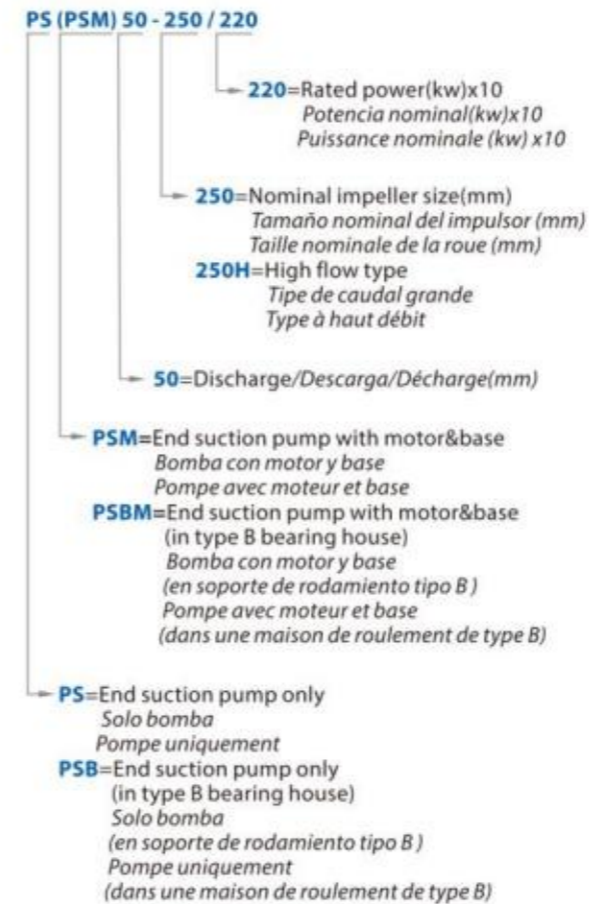 PS (PSM) 50 - 250 / 220
220=Rated power(kw)x10
Potencia nominal(kw)x10
Puissance nominale (kw) x10
250=Nominal impeller size(mm)
Tamaño nominal del impulsor (mm)
Taille nominale de la roue (mm)
250H=High flow type
Tipe de caudal grande
Type à haut débit
50=Discharge/Descarga/Décharge(mm)
PSM=End suction pump with motor&base
Bomba con motor y base
Pompe avec moteur et base
PSBM=End suction pump with motor&base
(in type B bearing house)
Bomba con motor y base
(en soporte de rodamiento tipo B )
Pompe avec moteur et base
(dans une maison de roulement de type B)
PS=End suction pump only
Solo bomba
Pompe uniquement
PSB=End suction pump only
(in type B bearing house)
Solo bomba
(en soporte de rodamiento tipo B )
Pompe uniquement
(dans une maison de roulement de type B)